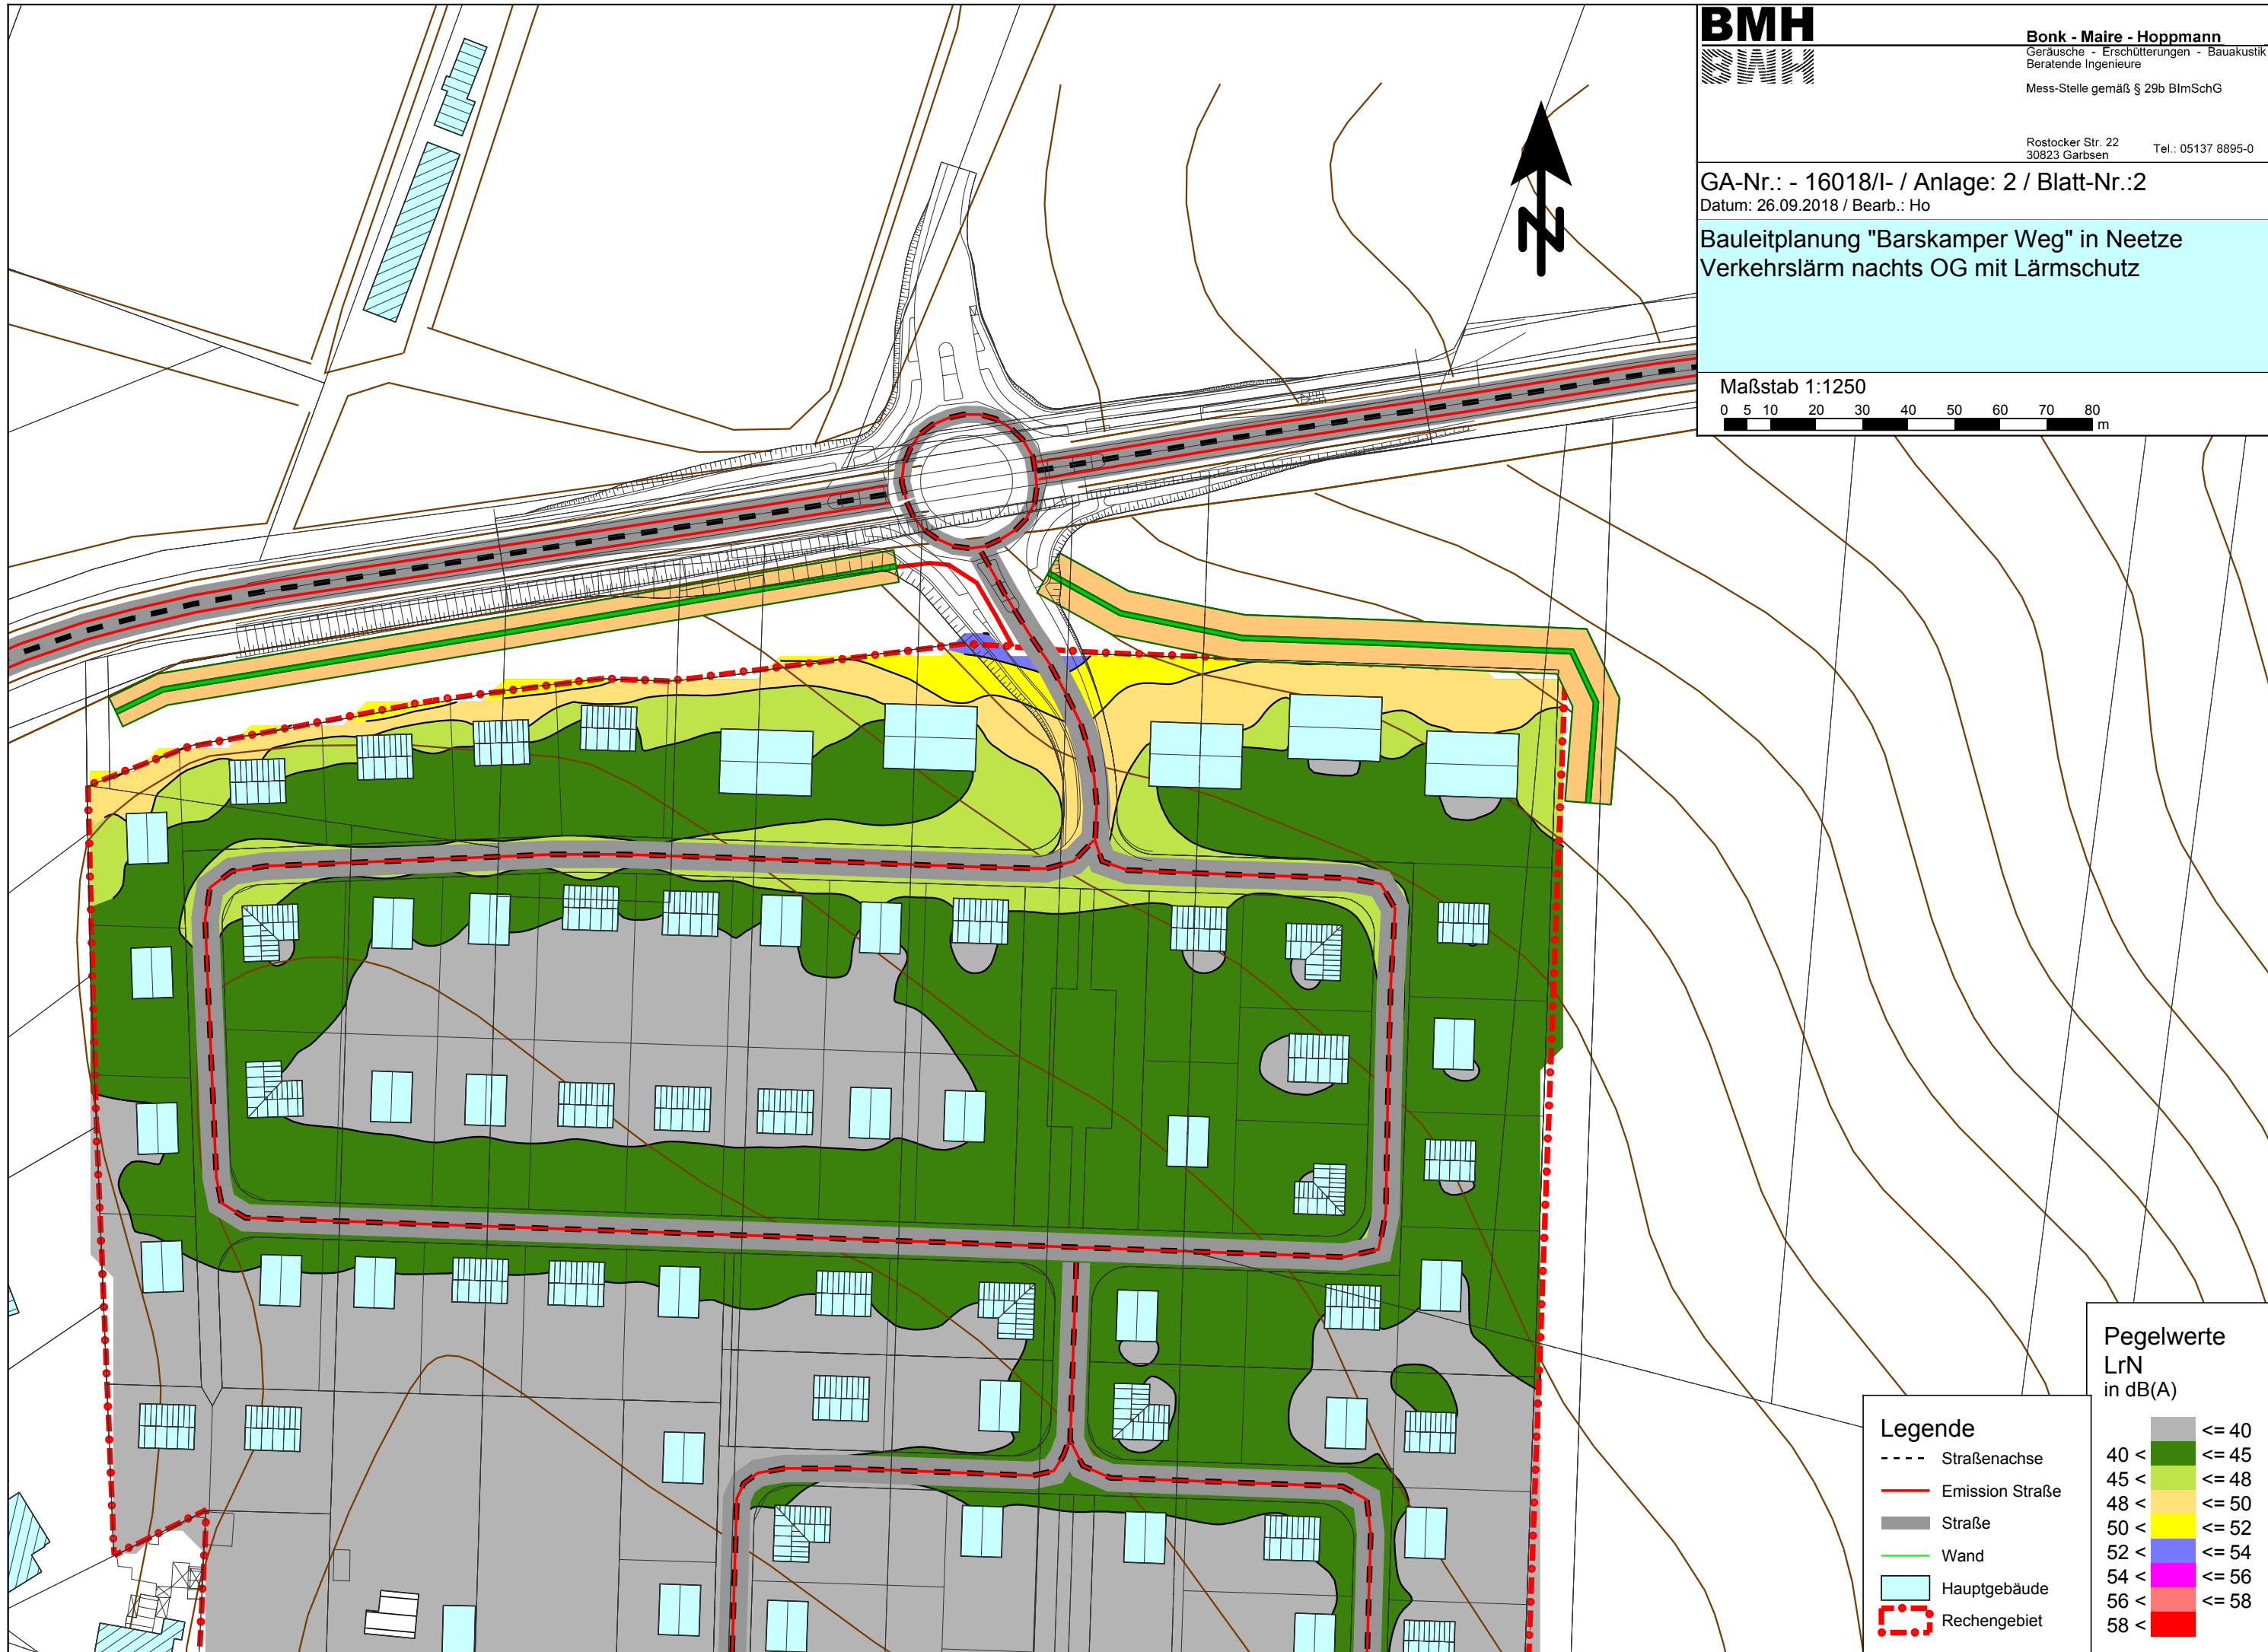 BMH
BMH
Bonk - Maire - Hoppmann
Geräusche - Erschütterungen - Bauakustik
Beratende Ingenieure
Mess-Stelle gemäß § 29b BImSchG
Rostocker Str. 22
30823 Garbsen Tel.: 05137 8895-0
GA-Nr.: - 16018/I- / Anlage: 2 / Blatt-Nr.:2
Datum: 26.09.2018 / Bearb.: Ho
Bauleitplanung "Barskamper Weg" in Neetze
Verkehrslärm nachts OG mit Lärmschutz
Maßstab 1:1250
0 5 10 20 30 40 50 60 70 80
m
N
Legende
Straßenachse
Emission Straße
Straße
Wand
Hauptgebäude
Rechengebiet
Pegelwerte
LrN
in dB(A)
<= 40
40 < <= 45
45 < <= 48
48 < <= 50
50 < <= 52
52 < <= 54
54 < <= 56
56 < <= 58
58 <